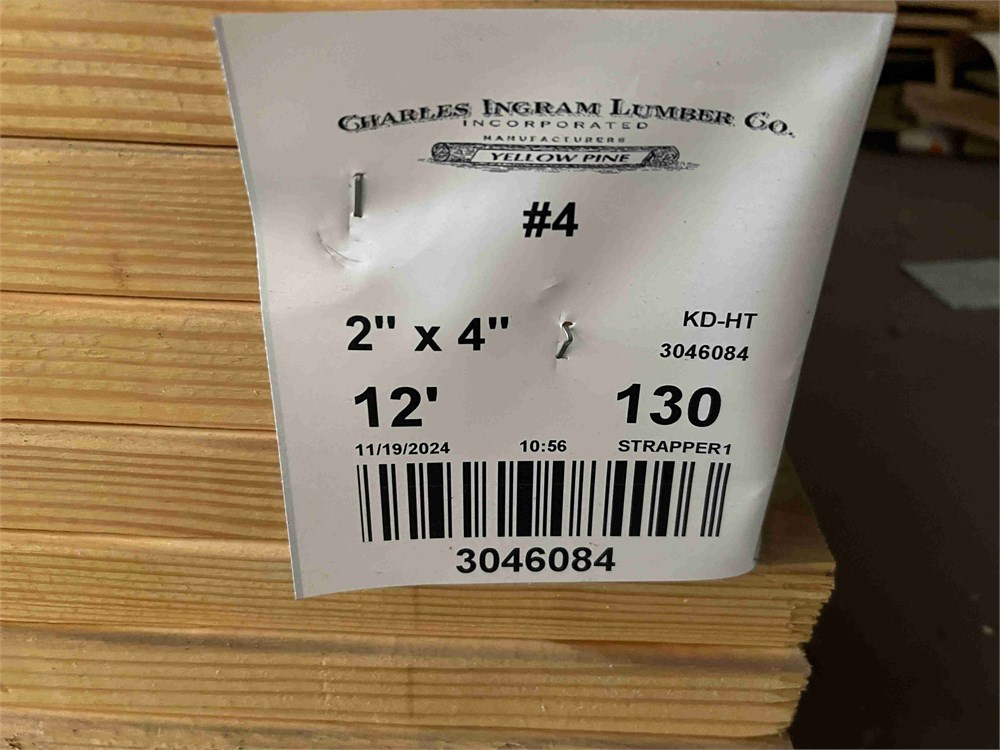 CHARLES INGRAM LUMBER CO.
INCORPORATED
MANUFACTURERS
YELLOW PINE
#4
2" x 4"
KD-HT
3046084
12'
130
11/19/2024 10:56 STRAPPER1
3046084